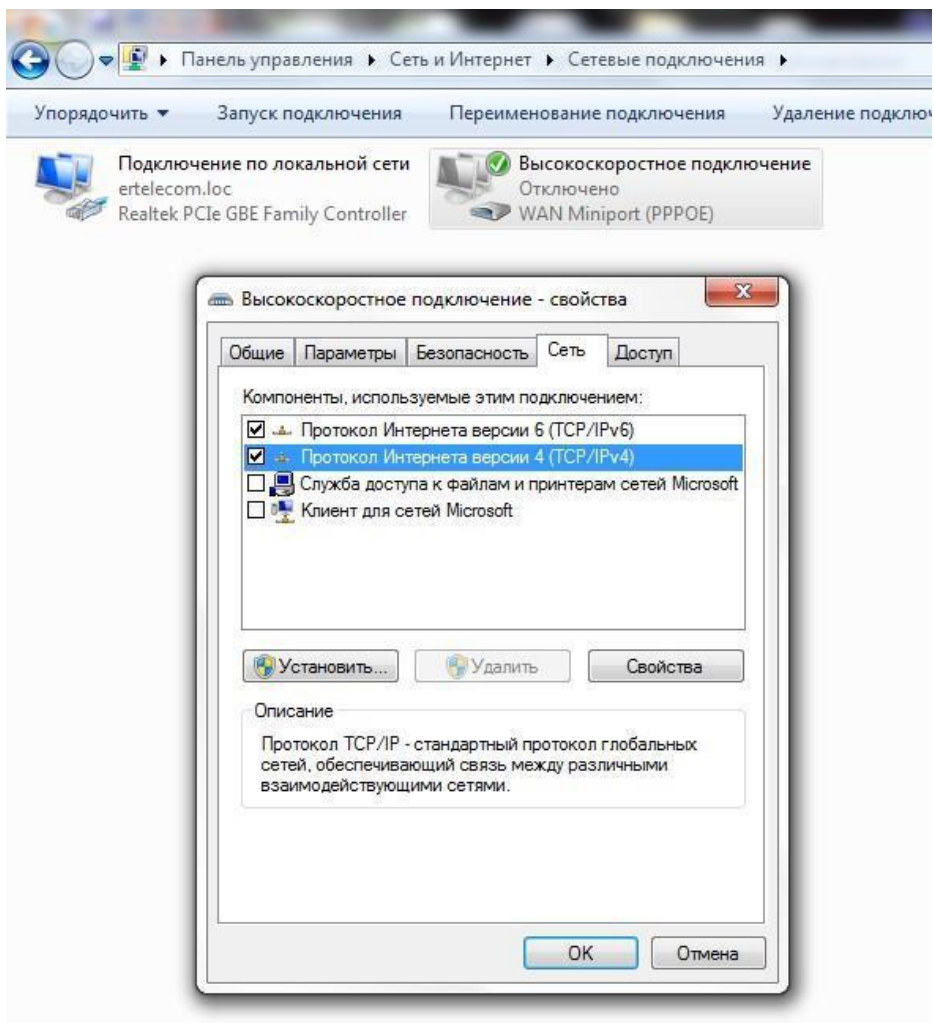 Панель управления ▸ Сеть и Интернет ▸ Сетевые подключения ▸
Упорядочить ▾ Запуск подключения Переименование подключения Удаление подключ
Подключение по локальной сети
ertelecom.loc
Realtek PCIe GBE Family Controller
Высокоскоростное подключение
Отключено
WAN Miniport (PPPOE)
Высокоскоростное подключение - свойства
Общие Параметры Безопасность Сеть Доступ
Компоненты, используемые этим подключением:
Протокол Интернета версии 6 (TCP/IPv6)
Протокол Интернета версии 4 (TCP/IPv4)
Служба доступа к файлам и принтерам сетей Microsoft
Клиент для сетей Microsoft
Установить... Удалить Свойства
Описание
Протокол TCP/IP - стандартный протокол глобальных
сетей, обеспечивающий связь между различными
взаимодействующими сетями.
OK Отмена